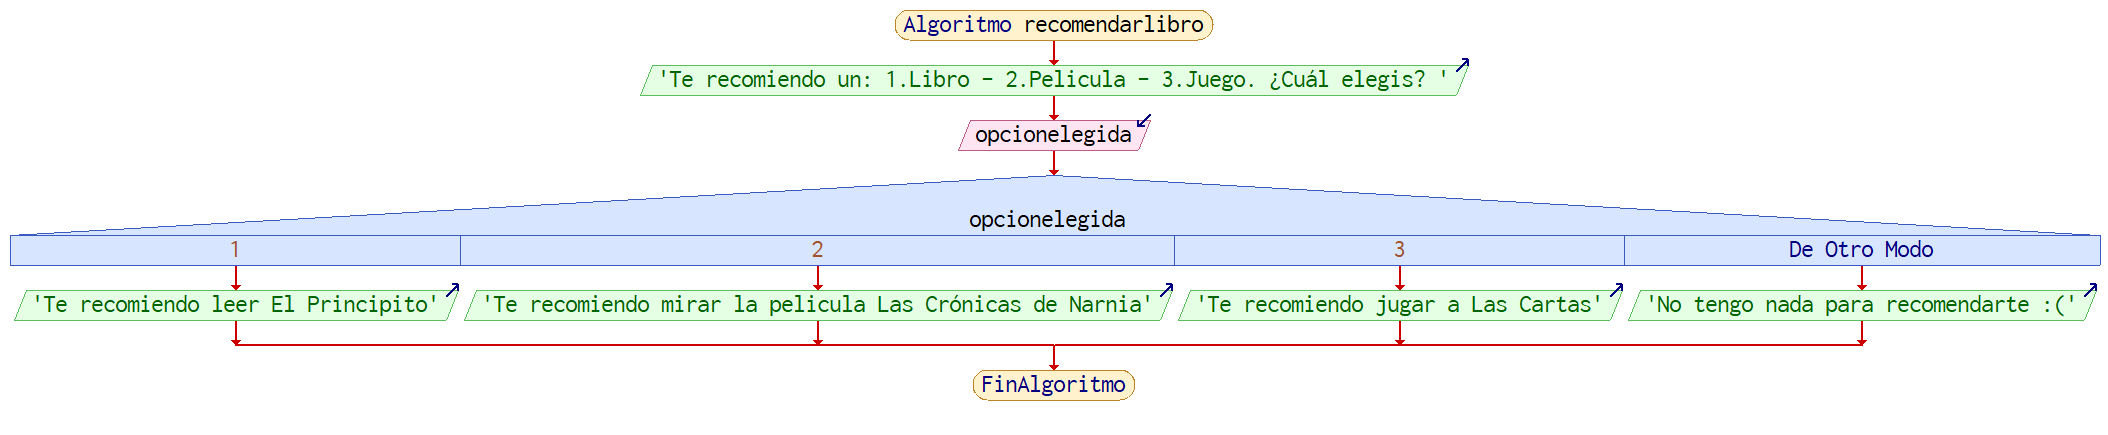 Algoritmo recomendarlibro
'Te recomiendo un: 1.Libro - 2.Pelicula - 3.Juego. ¿Cuál elegis? '
opcionelegida
opcionelegida
1 2 3 De Otro Modo
'Te recomiendo leer El Principito' 'Te recomiendo mirar la pelicula Las Crónicas de Narnia' 'Te recomiendo jugar a Las Cartas' 'No tengo nada para recomendarte :('
FinAlgoritmo